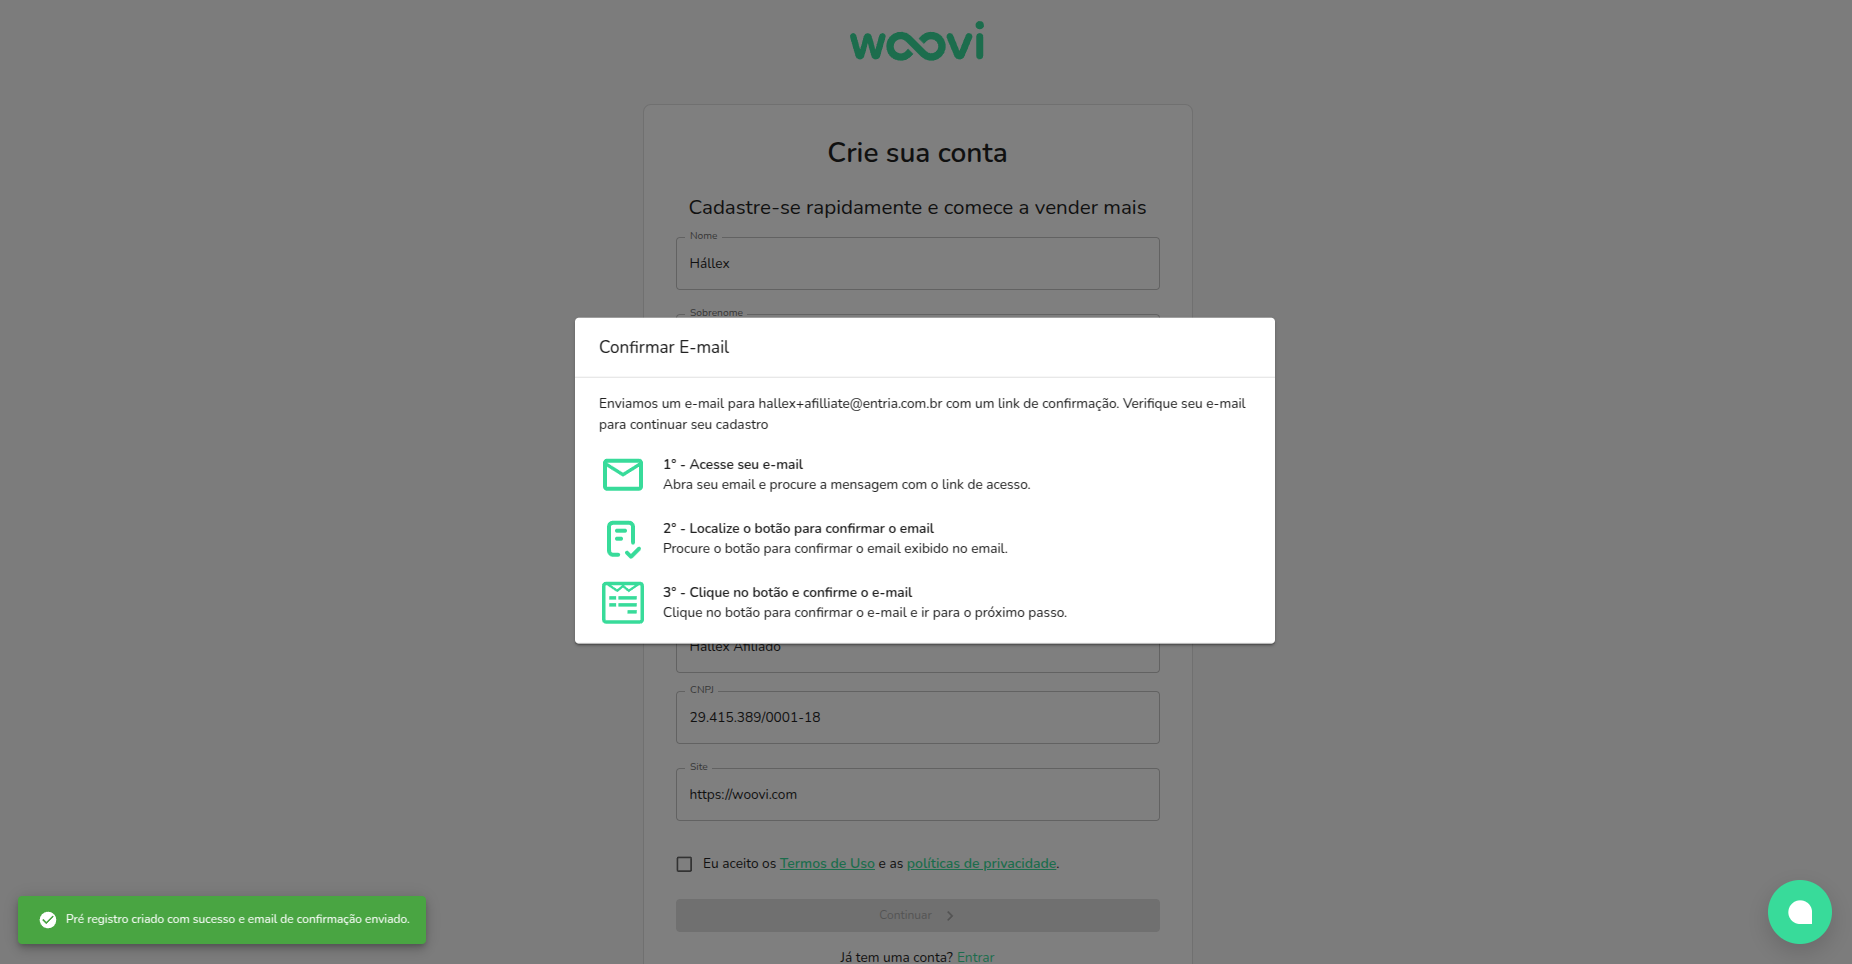 woovi
Crie sua conta
Cadastre-se rapidamente e comece a vender mais
Nome
Hállex
Sobrenome
Confirmar E-mail
Enviamos um e-mail para hallex+afilliate@entria.com.br com um link de confirmação. Verifique seu e-mail
para continuar seu cadastro
1° - Acesse seu e-mail
Abra seu email e procure a mensagem com o link de acesso.
2° - Localize o botão para confirmar o email
Procure o botão para confirmar o email exibido no email.
3° - Clique no botão e confirme o e-mail
Clique no botão para confirmar o e-mail e ir para o próximo passo.
Hallex Afiliado
CNPJ
29.415.389/0001-18
Site
https://woovi.com
Eu aceito os Termos de Uso e as políticas de privacidade.
Continuar
Já tem uma conta? Entrar
Pré registro criado com sucesso e email de confirmação enviado.